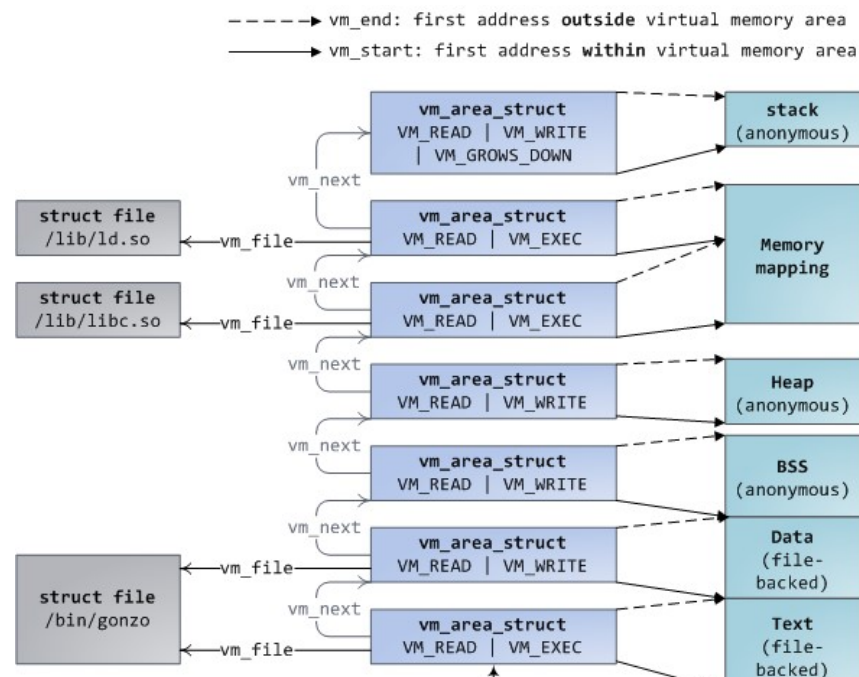 vm_end: first address outside virtual memory area
vm_start: first address within virtual memory area
vm_area_struct
VM_READ | VM_WRITE
| VM_GROWS_DOWN
stack
(anonymous)
vm_next
struct file
/lib/ld.so
vm_file
vm_area_struct
VM_READ | VM_EXEC
Memory
mapping
vm_next
struct file
/lib/libc.so
vm_file
vm_area_struct
VM_READ | VM_EXEC
vm_next
vm_area_struct
VM_READ | VM_WRITE
Heap
(anonymous)
vm_next
vm_area_struct
VM_READ | VM_WRITE
BSS
(anonymous)
vm_next
vm_area_struct
VM_READ | VM_WRITE
Data
(file-
backed)
vm_file
struct file
/bin/gonzo
vm_next
vm_file
vm_area_struct
VM_READ | VM_EXEC
Text
(file-
backed)